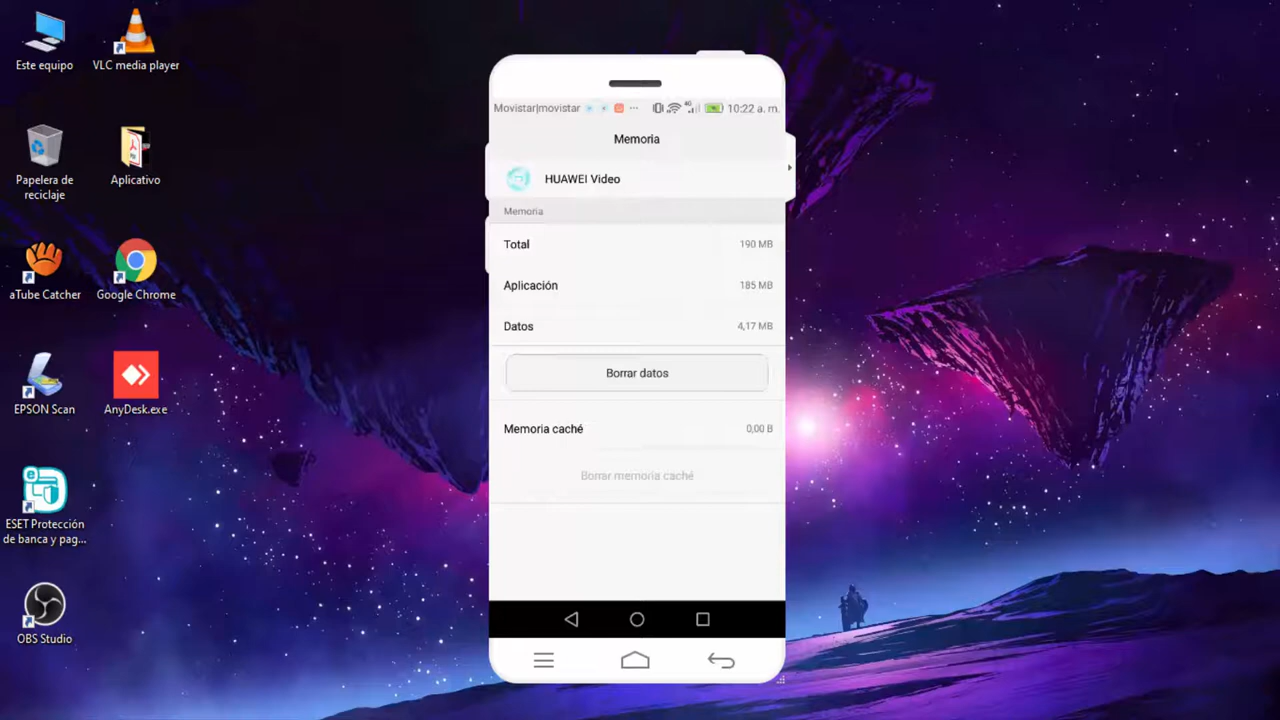 Este equipo
VLC media player
Papelera de
reciclaje
Aplicativo
aTube Catcher
Google Chrome
EPSON Scan
AnyDesk.exe
ESET Protección
de banca y pag...
OBS Studio
Movistar|movistar
4G
10:22 a. m.
Memoria
HUAWEI Video
Memoria
Total 190 MB
Aplicación 185 MB
Datos 4,17 MB
Borrar datos
Memoria caché 0,00 B
Borrar memoria caché